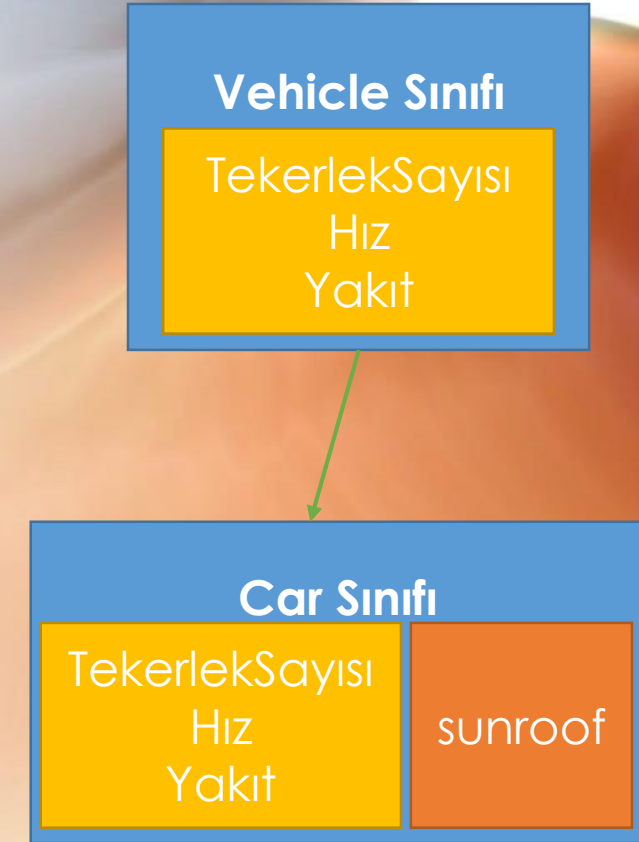 Vehicle Sınıfı
TekerlekSayısı
Hız
Yakıt
Car Sınıfı
TekerlekSayısı
Hız
Yakıt
sunroof